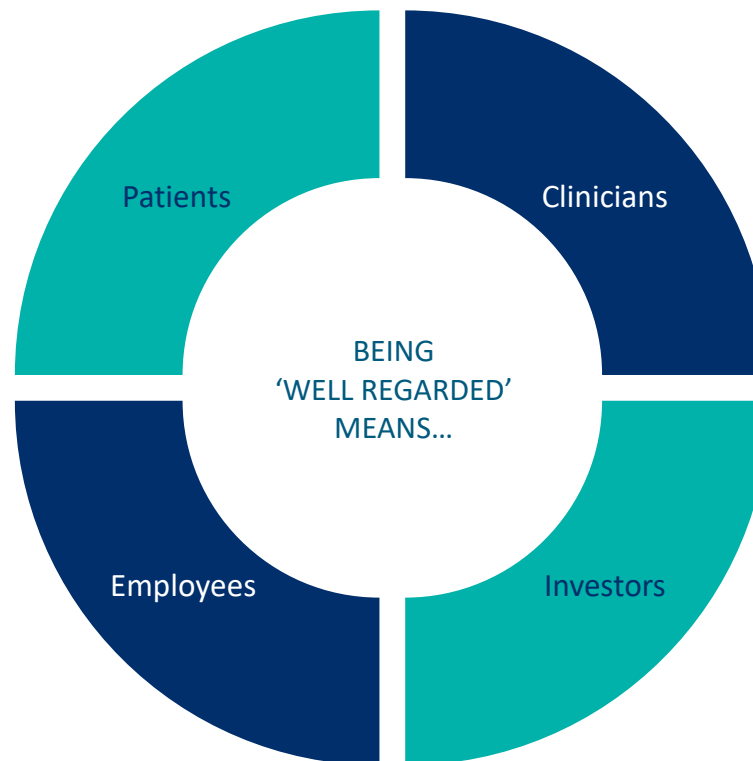 Patients
Clinicians
BEING
‘WELL REGARDED’
MEANS…
Employees
Investors